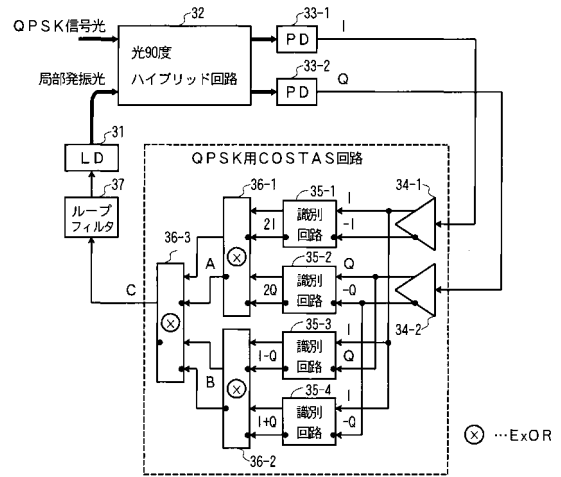 QPSK信号光
32
33-1
I
光90度
ハイブリッド回路
PD
33-2
Q
PD
局部発振光
31
LD
37
ループ
フィルタ
QPSK用COSTAS回路
36-1
35-1
I
34-1
2I
識別
回路
-I
36-3
A
35-2
Q
2Q
識別
回路
-Q
34-2
C
35-3
I
I-Q
識別
回路
Q
B
35-4
I
I+Q
識別
回路
-Q
36-2
…ExOR